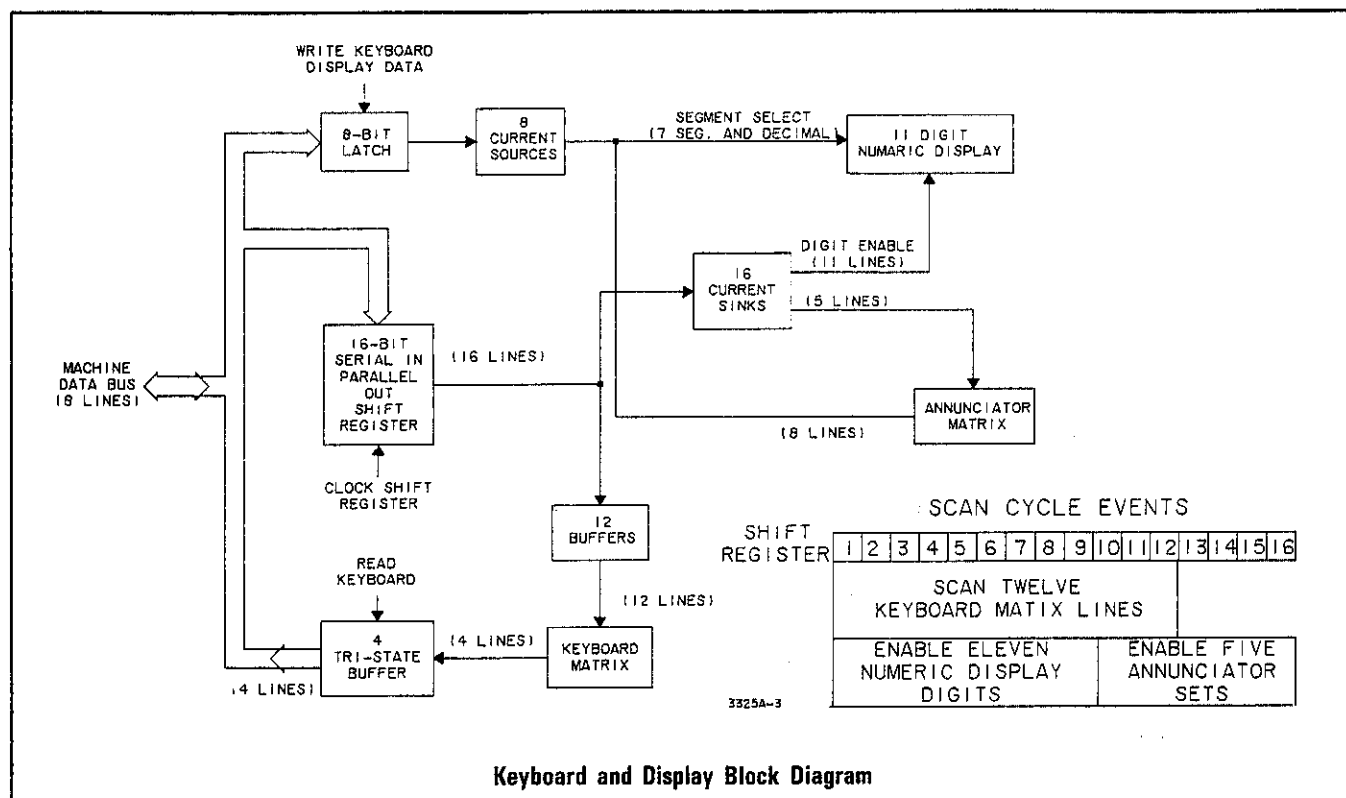 WRITE KEYBOARD
DISPLAY DATA
8-BIT
LATCH
8
CURRENT
SOURCES
SEGMENT SELECT
(7 SEG. AND DECIMAL)
11 DIGIT
NUMARIC DISPLAY
DIGIT ENABLE
(11 LINES)
16
CURRENT
SINKS
(5 LINES)
MACHINE
DATA BUS
(8 LINES)
16-BIT
SERIAL IN
PARALLEL
OUT
SHIFT
REGISTER
(16 LINES)
ANNUNCIATOR
MATRIX
(8 LINES)
CLOCK SHIFT
REGISTER
12
BUFFERS
READ
KEYBOARD
(12 LINES)
4
TRI-STATE
BUFFER
(4 LINES)
KEYBOARD
MATRIX
(4 LINES)
SCAN CYCLE EVENTS
SHIFT
REGISTER
1 2 3 4 5 6 7 8 9 10 11 12 13 14 15 16
SCAN TWELVE
KEYBOARD MATIX LINES
ENABLE ELEVEN
NUMERIC DISPLAY
DIGITS
ENABLE FIVE
ANNUNCIATOR
SETS
3325A-3
Keyboard and Display Block Diagram